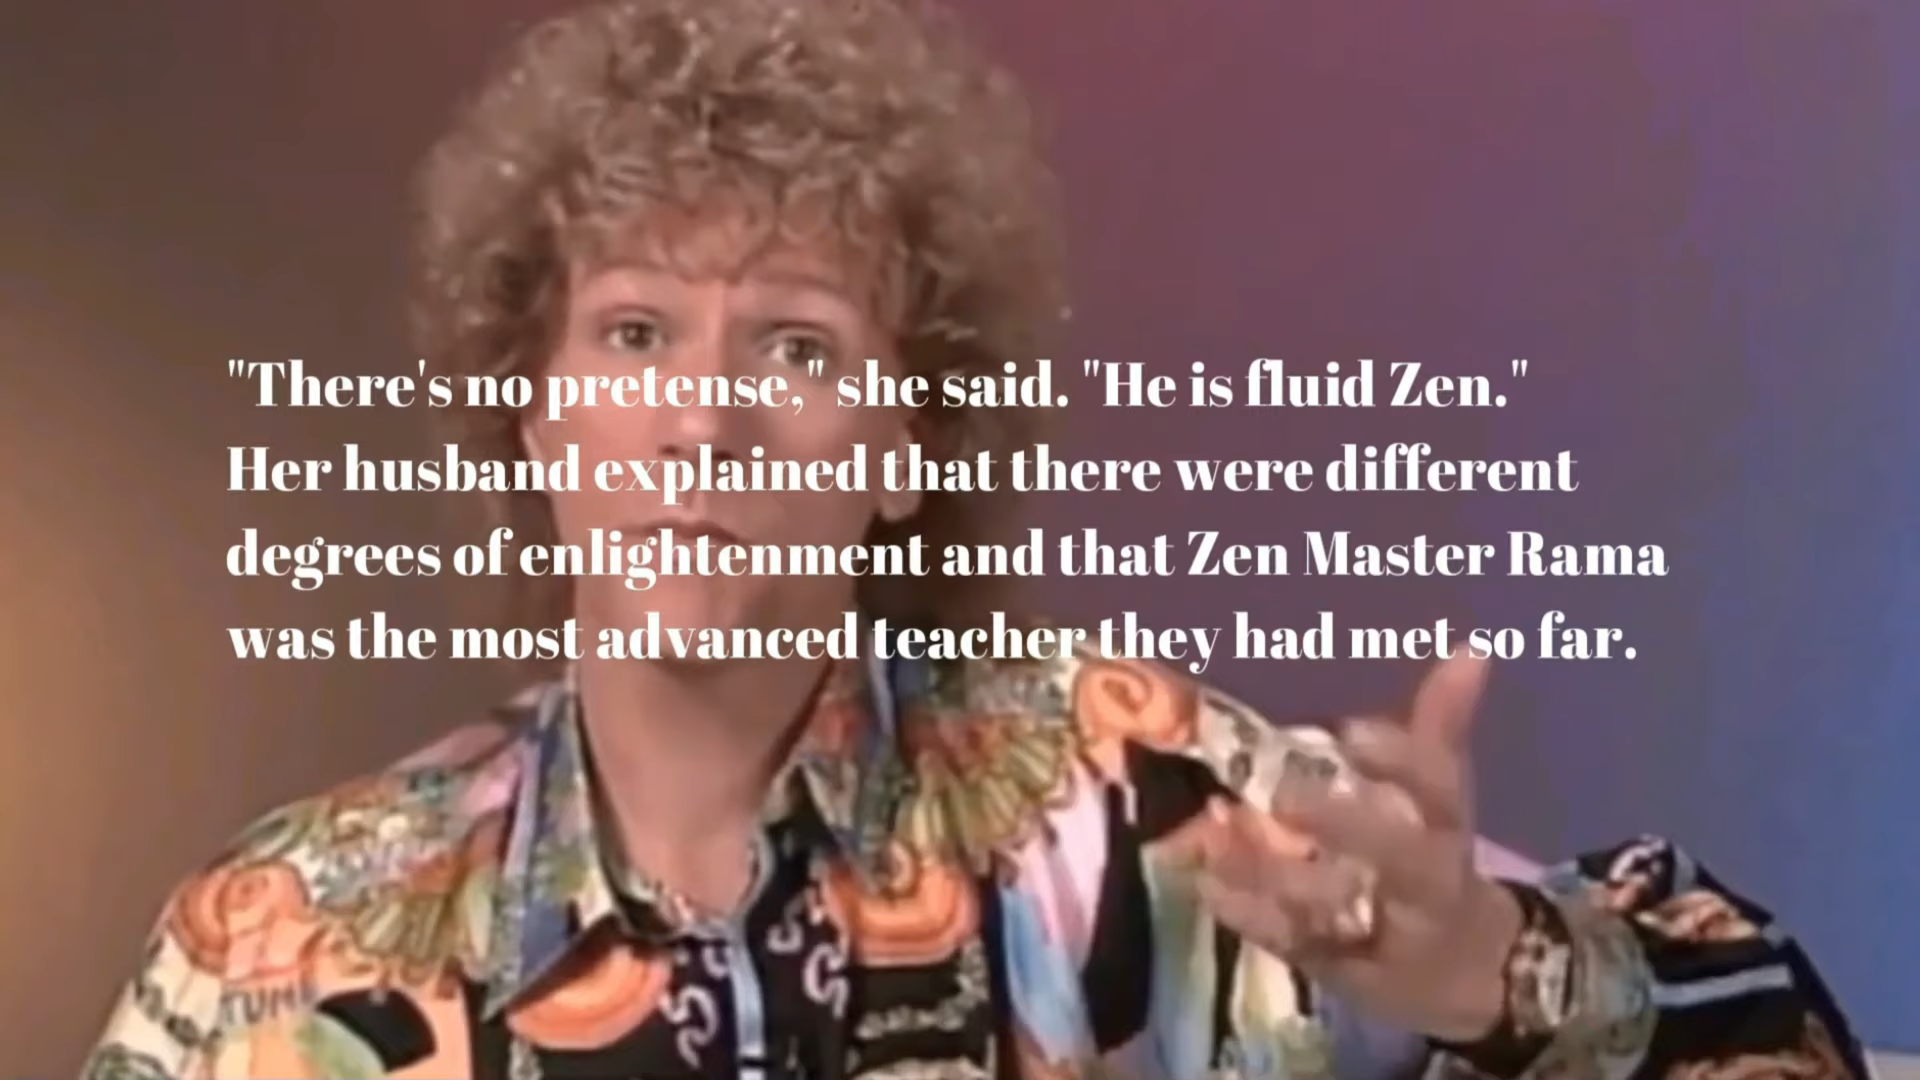 "There's no pretense," she said. "He is fluid Zen."
Her husband explained that there were different
degrees of enlightenment and that Zen Master Rama
was the most advanced teacher they had met so far.